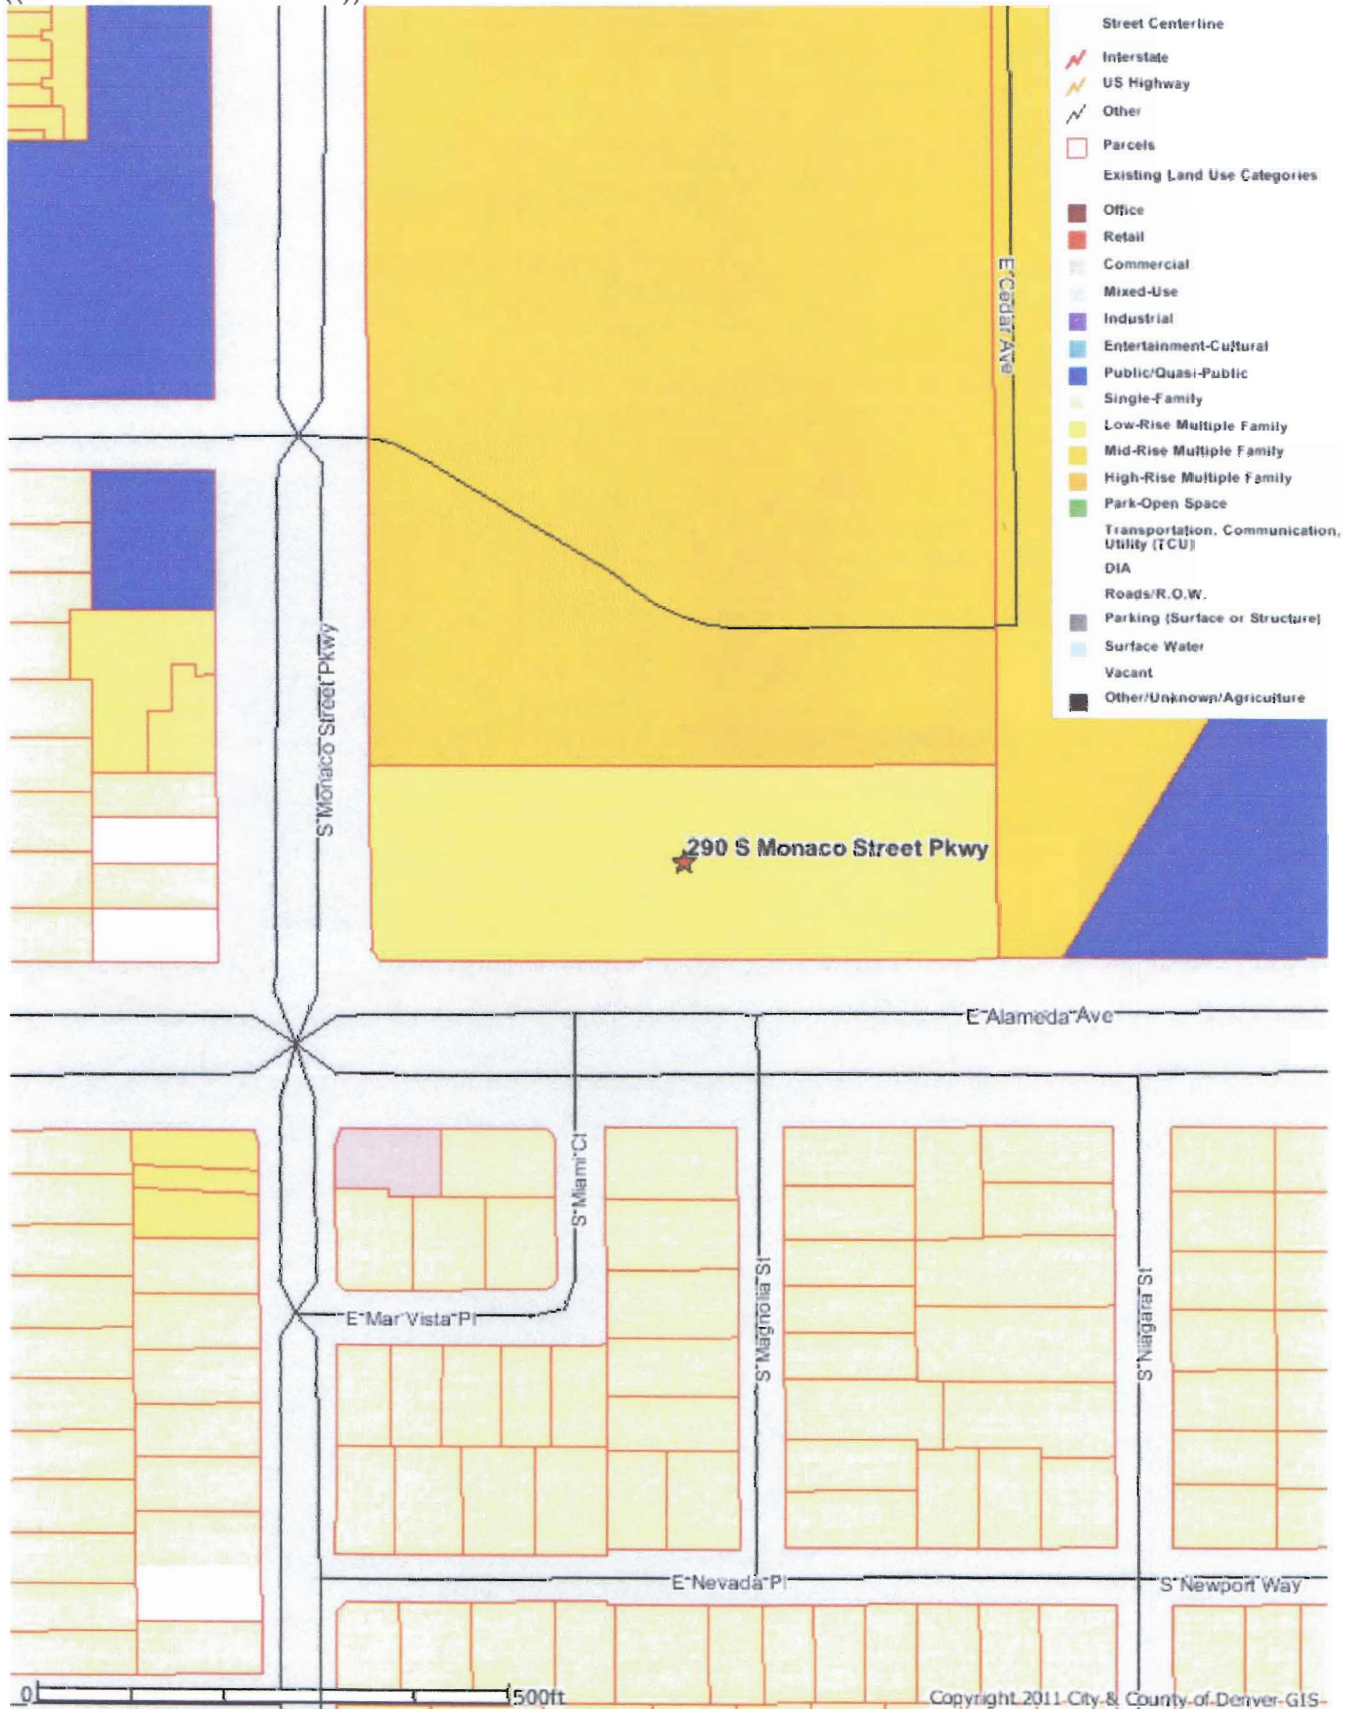 Street Centerline
Interstate
US Highway
Other
Parcels
Existing Land Use Categories
Office
Retail
Commercial
Mixed-Use
Industrial
Entertainment-Cultural
Public/Quasi-Public
Single-Family
Low-Rise Multiple Family
Mid-Rise Multiple Family
High-Rise Multiple Family
Park-Open Space
Transportation, Communication,
Utility (TCU)
DIA
Roads/R.O.W.
Parking (Surface or Structure)
Surface Water
Vacant
Other/Unknown/Agriculture
E Cedar Ave
S Monaco Street Pkwy
290 S Monaco Street Pkwy
E Alameda Ave
S Miami Ct
E Mar Vista Pl
S Magnolia St
S Niagara St
E Nevada Pl
S Newport Way
0
500ft
Copyright 2011 City & County of Denver GIS